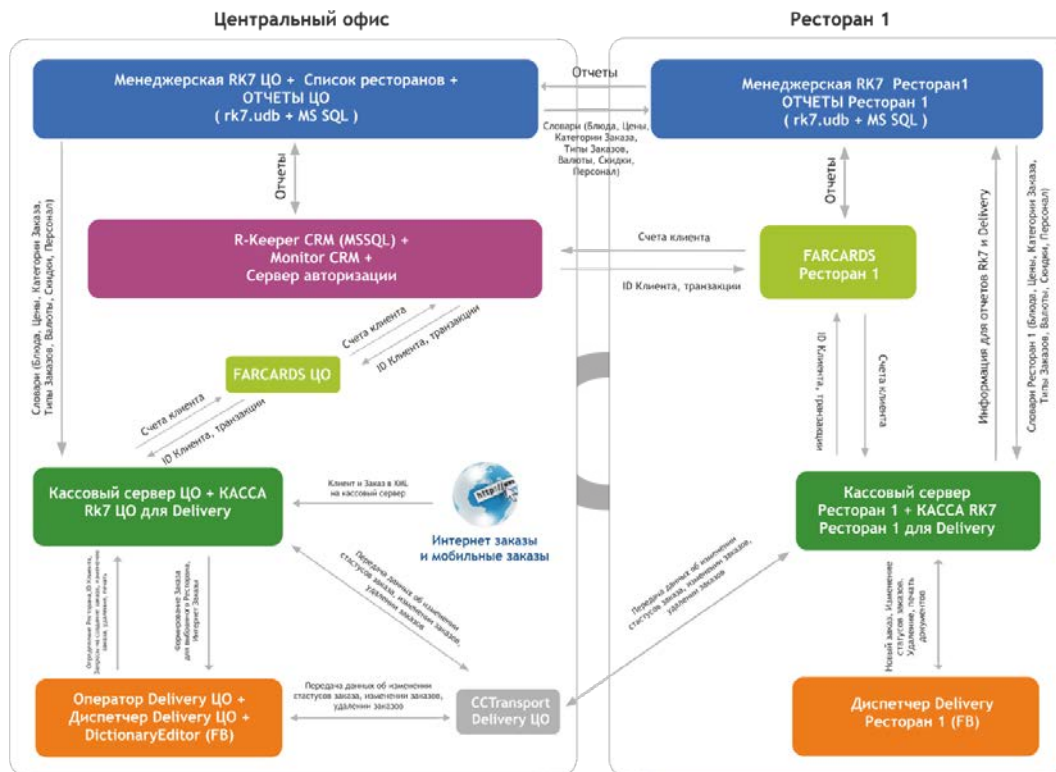 Центральный офис
Ресторан 1
Менеджерская RK7 ЦО + Список ресторанов +
ОТЧЕТЫ ЦО
( rk7.udb + MS SQL )
Отчеты
Словари (Блюда, Цены,
Категории Заказа,
Типы Заказов,
Валюты, Скидки,
Персонал)
Менеджерская RK7 Ресторан1
ОТЧЕТЫ Ресторан 1
( rk7.udb + MS SQL )
Словари (Блюда, Цены, Категории Заказа,
Типы Заказов, Валюты, Скидки, Персонал)
Отчеты
Отчеты
Информация для отчетов Rk7 и Delivery
Словари Ресторан 1 (Блюда, Цены, Категории Заказа,
Типы Заказов, Валюты, Скидки, Персонал)
R-Keeper CRM (MSSQL) +
Monitor CRM +
Сервер авторизации
Счета клиента
ID Клиента, транзакции
FARCARDS
Ресторан 1
Счета клиента
ID Клиента, транзакции
FARCARDS ЦО
Счета клиента
ID Клиента, транзакции
ID Клиента, транзакции
Счета клиента
Кассовый сервер ЦО + КАССА
Rk7 ЦО для Delivery
Клиент и Заказ в XML
на кассовый сервер
http://ww
Интернет заказы
и мобильные заказы
Кассовый сервер
Ресторан 1 + КАССА RK7
Ресторан 1 для Delivery
Формирование Заказа
для выбранного Ресторана,
Интернет Заказы
Передача данных об изменении
стастусов заказа, изменении заказов,
удалении заказов
Передача данных об изменении
стастусов заказа, изменении заказов,
удалении заказов
Новый заказ, Изменение
статусов заказов.
Удаление, печать
документов
Оператор Delivery ЦО +
Диспетчер Delivery ЦО +
DictionaryEditor (FB)
Передача данных об изменении
стастусов заказа, изменении заказов,
удалении заказов
CCTransport
Delivery ЦО
Диспетчер Delivery
Ресторан 1 (FB)